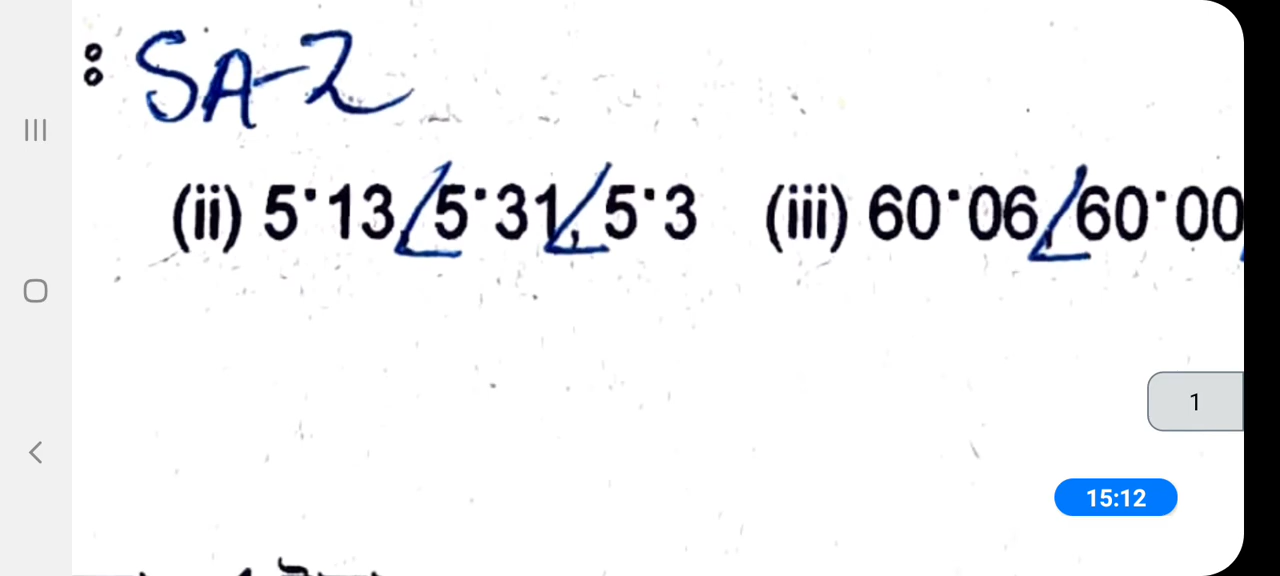 : SA-2
(ii) 5·13, 5·31, 5·3 (iii) 60·06, 60·00
1
15:12